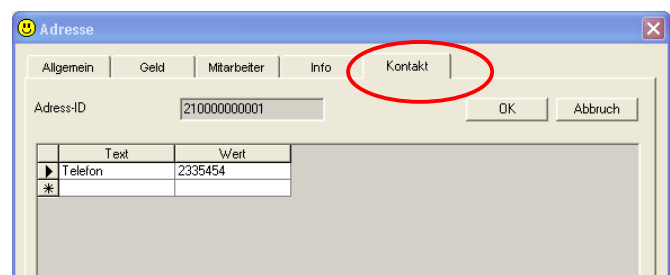 Adresse
Allgemein Geld Mitarbeiter Info Kontakt
Adress-ID 210000000001 OK Abbruch
Text Wert
Telefon 2335454